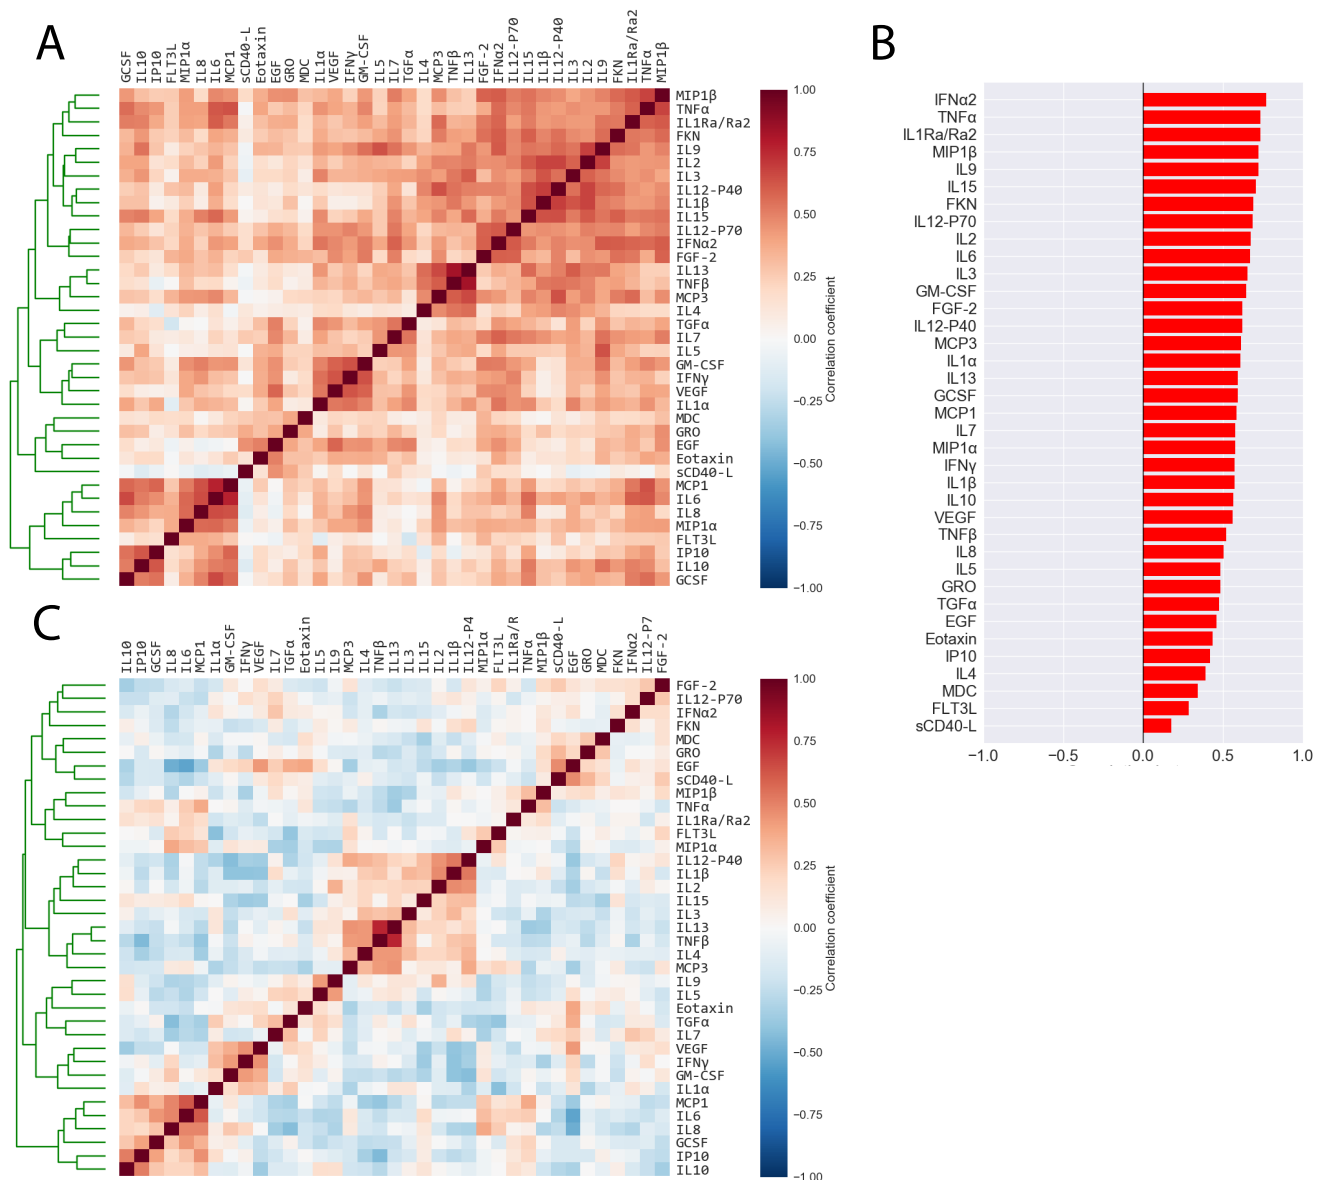 A
GCSF
IL10
IP10
FLT3L
MIP1α
IL8
IL6
MCP1
sCD40-L
Eotaxin
EGF
GRO
MDC
IL1α
VEGF
IFNγ
GM-CSF
IL5
IL7
TGFα
IL4
MCP3
TNFβ
IL13
FGF-2
IFNα2
IL12-P70
IL15
IL1β
IL12-P40
IL3
IL2
IL9
FKN
IL1Ra/Ra2
TNFα
MIP1β
MIP1β
TNFα
IL1Ra/Ra2
FKN
IL9
IL2
IL3
IL12-P40
IL1β
IL15
IL12-P70
IFNα2
FGF-2
IL13
TNFβ
MCP3
IL4
TGFα
IL7
IL5
GM-CSF
IFNγ
VEGF
IL1α
MDC
GRO
EGF
Eotaxin
sCD40-L
MCP1
IL6
IL8
MIP1α
FLT3L
IP10
IL10
GCSF
1.00
0.75
0.50
0.25
0.00
−0.25
−0.50
−0.75
−1.00
Correlation coefficient
B
IFNα2
TNFα
IL1Ra/Ra2
MIP1β
IL9
IL15
FKN
IL12-P70
IL2
IL6
IL3
GM-CSF
FGF-2
IL12-P40
MCP3
IL1α
IL13
GCSF
MCP1
IL7
MIP1α
IFNγ
IL1β
IL10
VEGF
TNFβ
IL8
IL5
GRO
TGFα
EGF
Eotaxin
IP10
IL4
MDC
FLT3L
sCD40-L
−1.0 −0.5 0.0 0.5 1.0
C
IL10
IP10
GCSF
IL8
IL6
MCP1
IL1α
GM-CSF
IFNγ
VEGF
IL7
TGFα
Eotaxin
IL5
IL9
MCP3
IL4
TNFβ
IL13
IL3
IL15
IL2
IL1β
IL12-P4
MIP1α
FLT3L
IL1Ra/R
TNFα
MIP1β
sCD40-L
EGF
GRO
MDC
FKN
IFNα2
IL12-P7
FGF-2
FGF-2
IL12-P70
IFNα2
FKN
MDC
GRO
EGF
sCD40-L
MIP1β
TNFα
IL1Ra/Ra2
FLT3L
MIP1α
IL12-P40
IL1β
IL2
IL15
IL3
IL13
TNFβ
IL4
MCP3
IL9
IL5
Eotaxin
TGFα
IL7
VEGF
IFNγ
GM-CSF
IL1α
MCP1
IL6
IL8
GCSF
IP10
IL10
1.00
0.75
0.50
0.25
0.00
−0.25
−0.50
−0.75
−1.00
Correlation coefficient